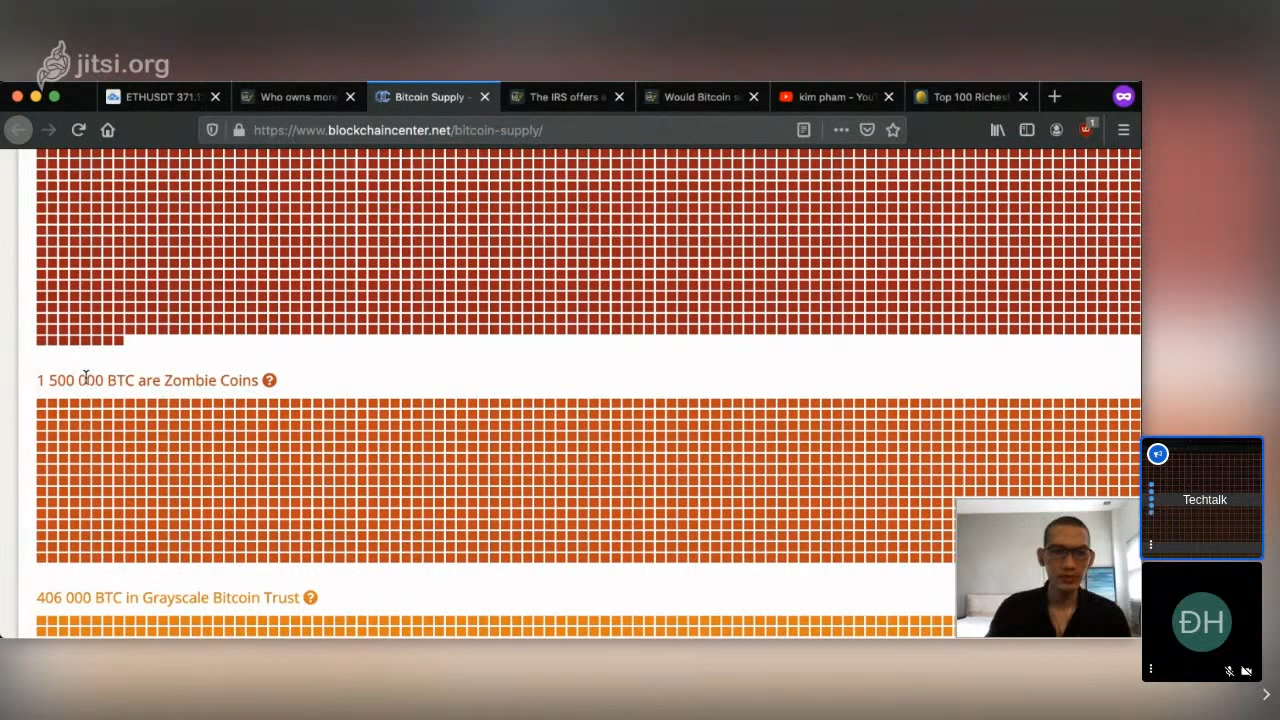 jitsi.org
ETHUSDT 371.
Who owns more
Bitcoin Supply -
The IRS offers a
Would Bitcoin s
kim pham - You
Top 100 Riches
https://www.blockchaincenter.net/bitcoin-supply/
1
1 500 000 BTC are Zombie Coins ?
406 000 BTC in Grayscale Bitcoin Trust ?
Techtalk
ĐH